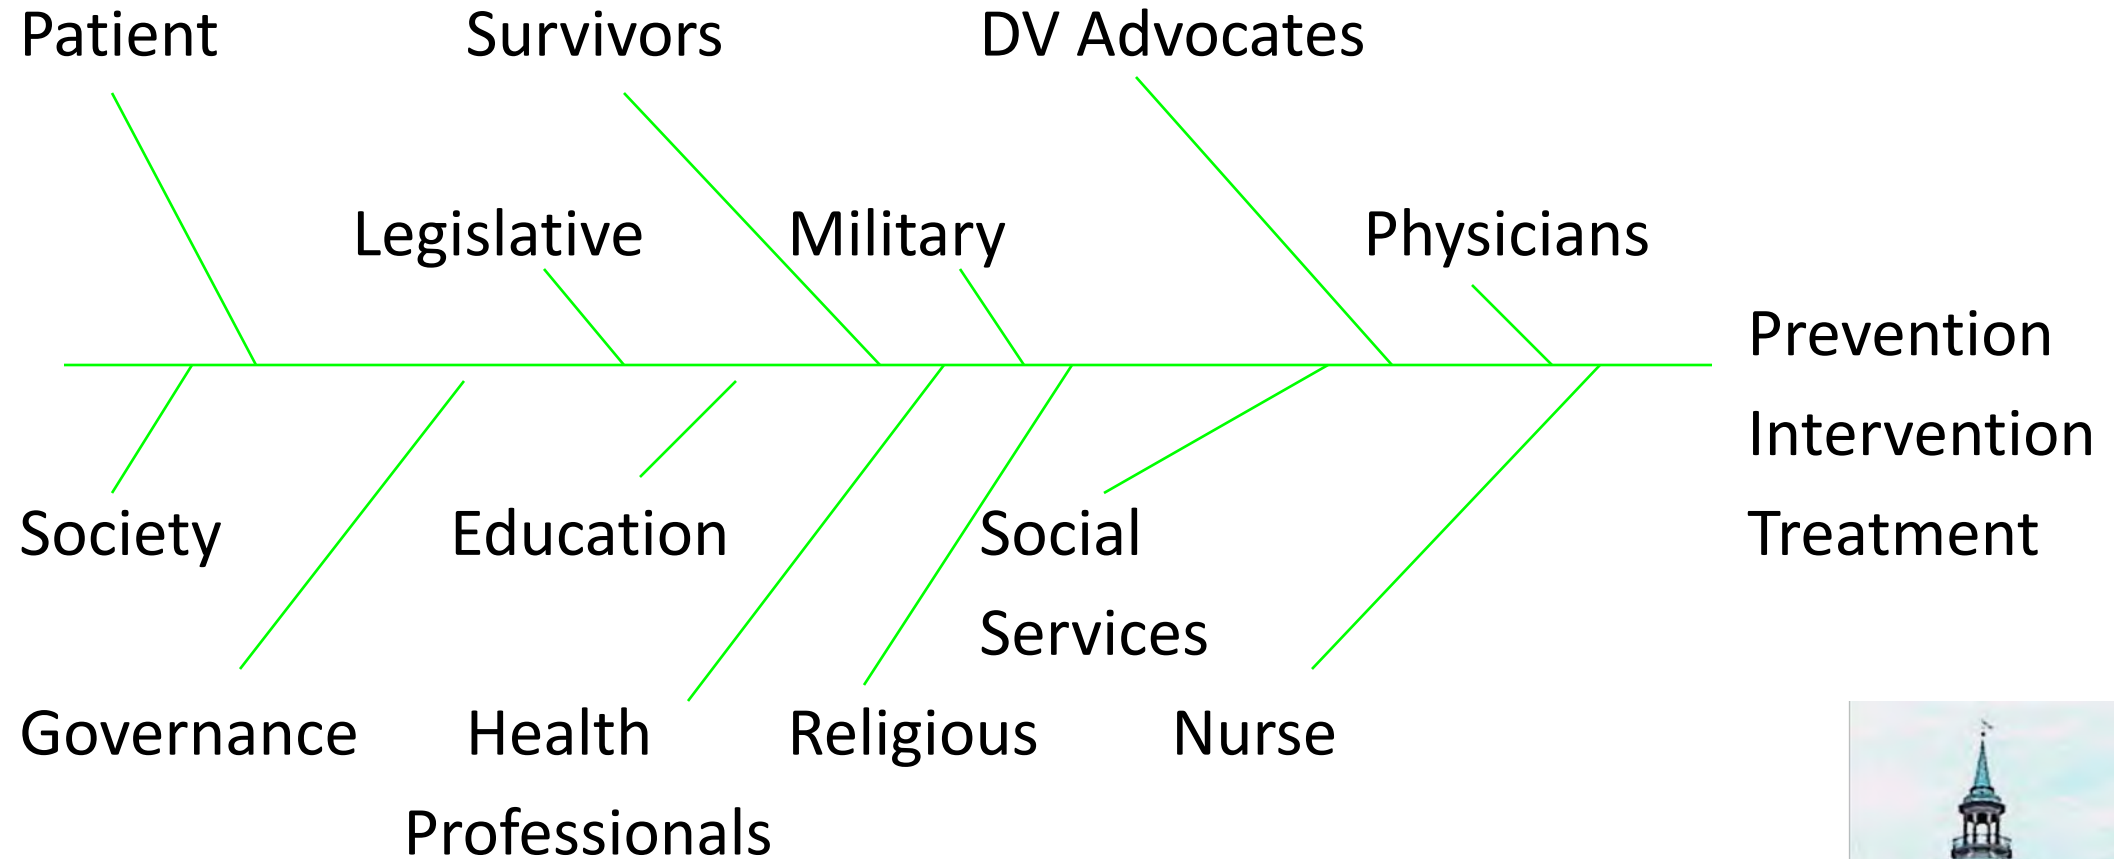 Patient Survivors DV Advocates
Legislative Military Physicians
Prevention
Intervention
Society Education Social Treatment
Services
Governance Health Religious Nurse
Professionals